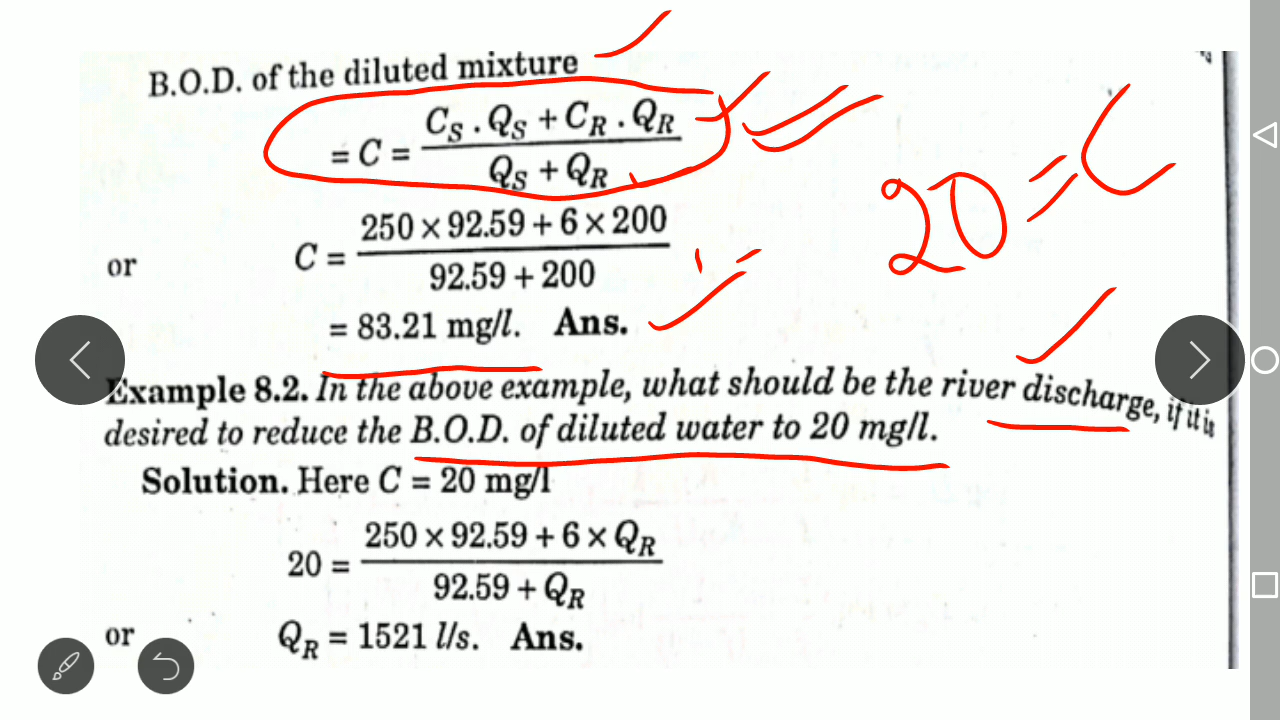 B.O.D. of the diluted mixture
= C = (C_S . Q_S + C_R . Q_R) / (Q_S + Q_R)
20 = C
or C = (250 × 92.59 + 6 × 200) / (92.59 + 200)
= 83.21 mg/l. Ans.
Example 8.2. In the above example, what should be the river discharge, if it is
desired to reduce the B.O.D. of diluted water to 20 mg/l.
Solution. Here C = 20 mg/l
20 = (250 × 92.59 + 6 × Q_R) / (92.59 + Q_R)
or Q_R = 1521 l/s. Ans.